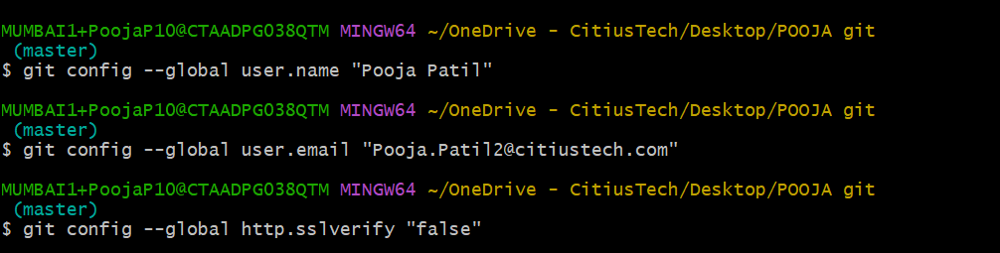 MUMBAI1+PoojaP10@CTAADPG038QTM MINGW64 ~/OneDrive - CitiusTech/Desktop/POOJA git
(master)
$ git config --global user.name "Pooja Patil"
MUMBAI1+PoojaP10@CTAADPG038QTM MINGW64 ~/OneDrive - CitiusTech/Desktop/POOJA git
(master)
$ git config --global user.email "Pooja.Patil2@citiustech.com"
MUMBAI1+PoojaP10@CTAADPG038QTM MINGW64 ~/OneDrive - CitiusTech/Desktop/POOJA git
(master)
$ git config --global http.sslverify "false"